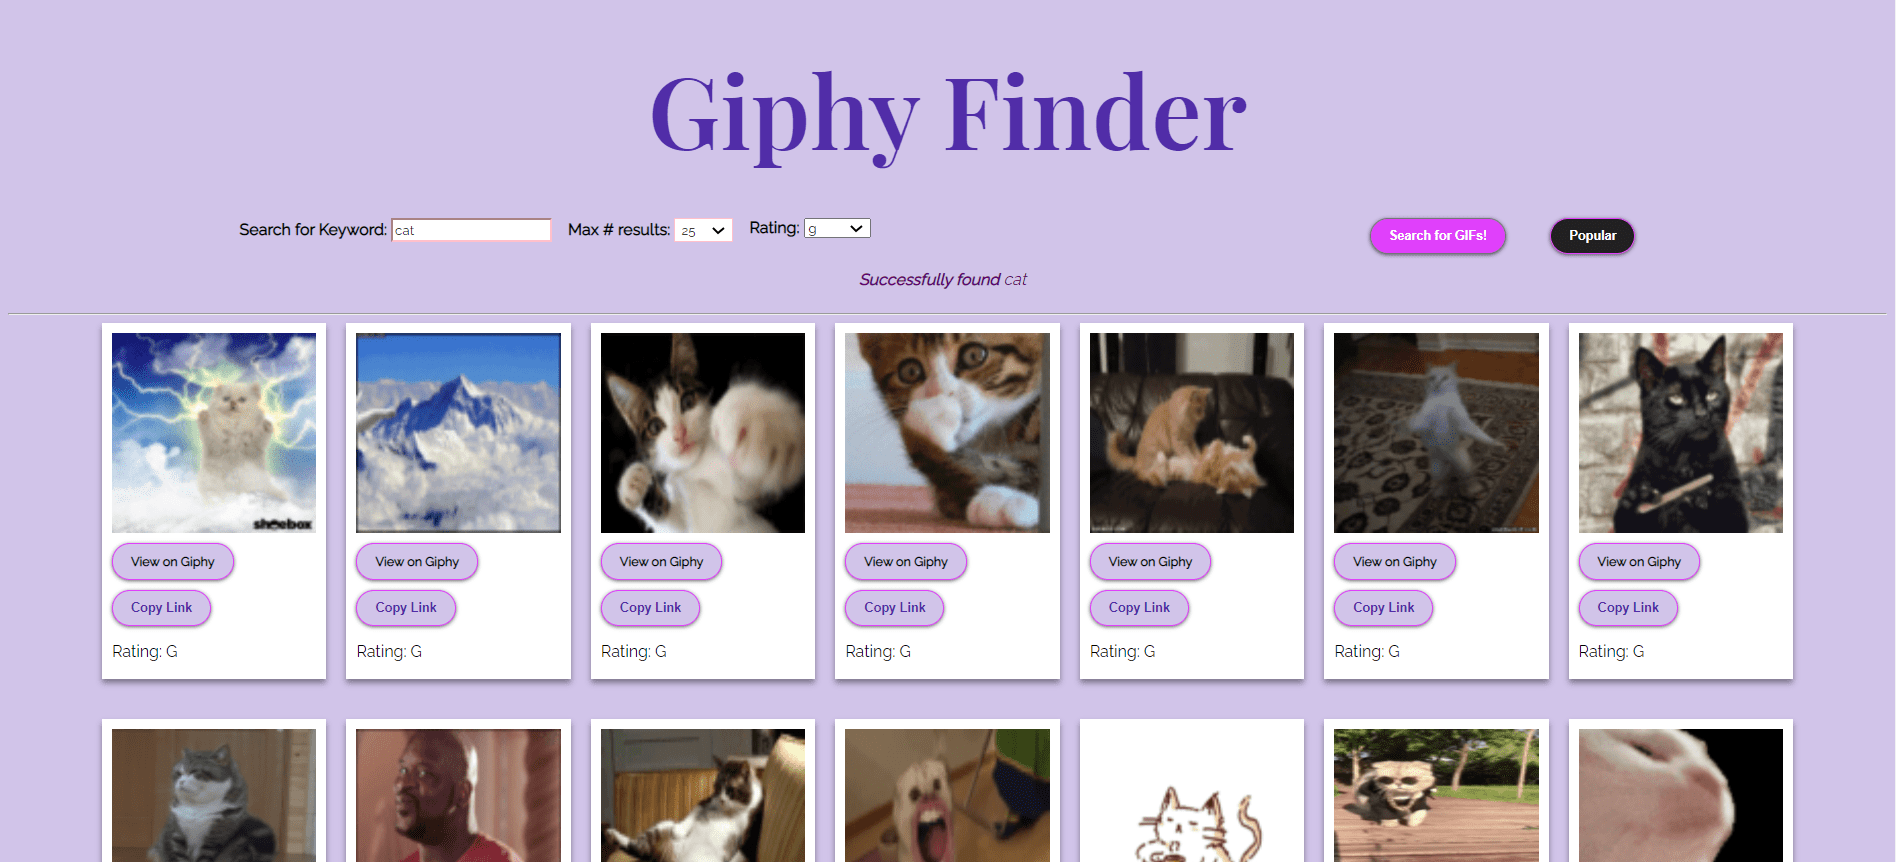 Giphy Finder
Search for Keyword: cat Max # results: 25 Rating: g Search for GIFs! Popular
Successfully found cat
shoebox
View on Giphy View on Giphy View on Giphy View on Giphy View on Giphy View on Giphy View on Giphy
Copy Link Copy Link Copy Link Copy Link Copy Link Copy Link Copy Link
Rating: G Rating: G Rating: G Rating: G Rating: G Rating: G Rating: G